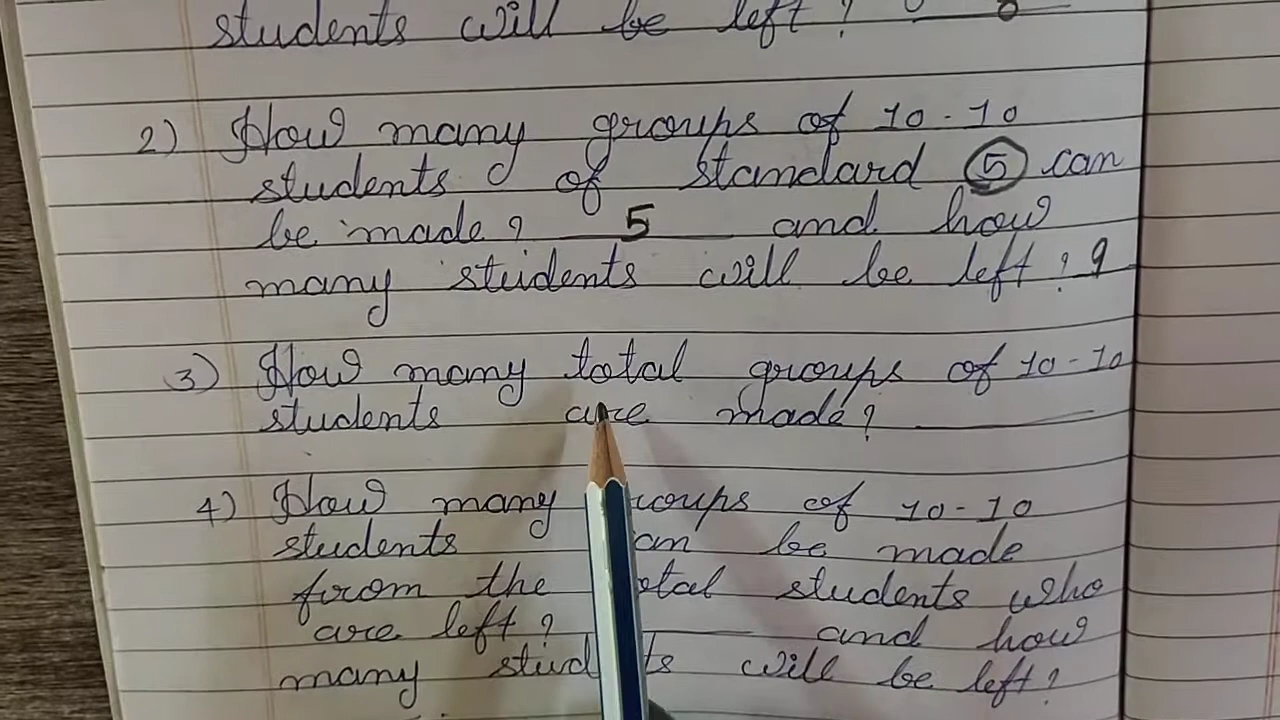 students will be left?
2) How many groups of 10-10
students of standard 5 can
be made? 5 and how
many students will be left? 9
3) How many total groups of 10-10
students are made?
4) How many groups of 10-10
students can be made
from the total students who
are left? and how
many students will be left?